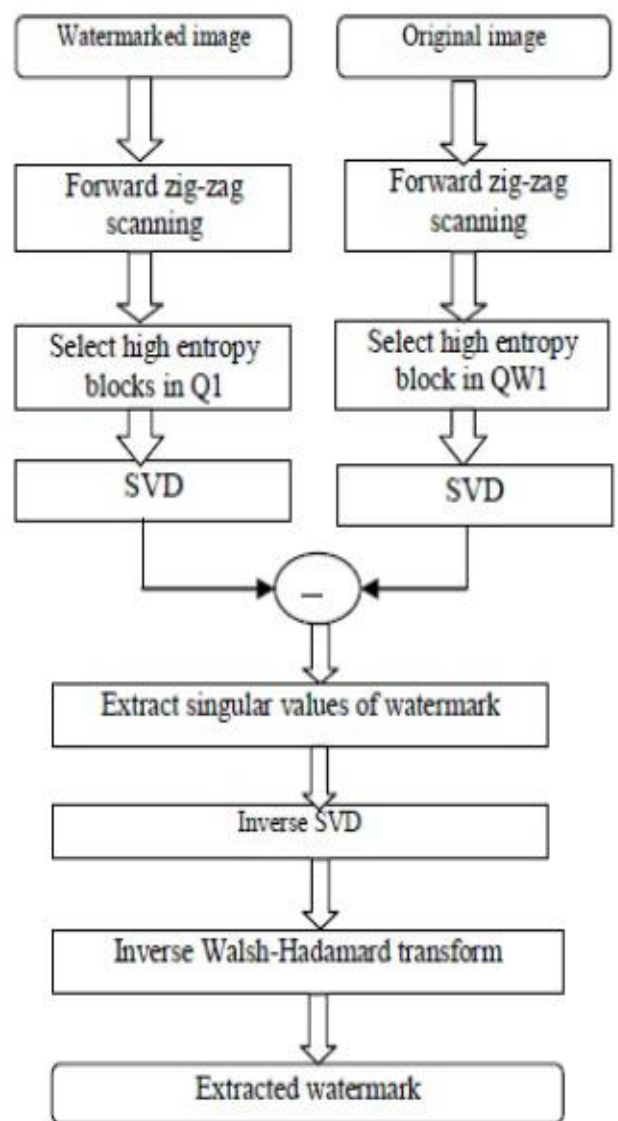 Watermarked image
Original image
Forward zig-zag
scanning
Forward zig-zag
scanning
Select high entropy
blocks in Q1
Select high entropy
block in QW1
SVD
SVD
_
Extract singular values of watermark
Inverse SVD
Inverse Walsh-Hadamard transform
Extracted watermark